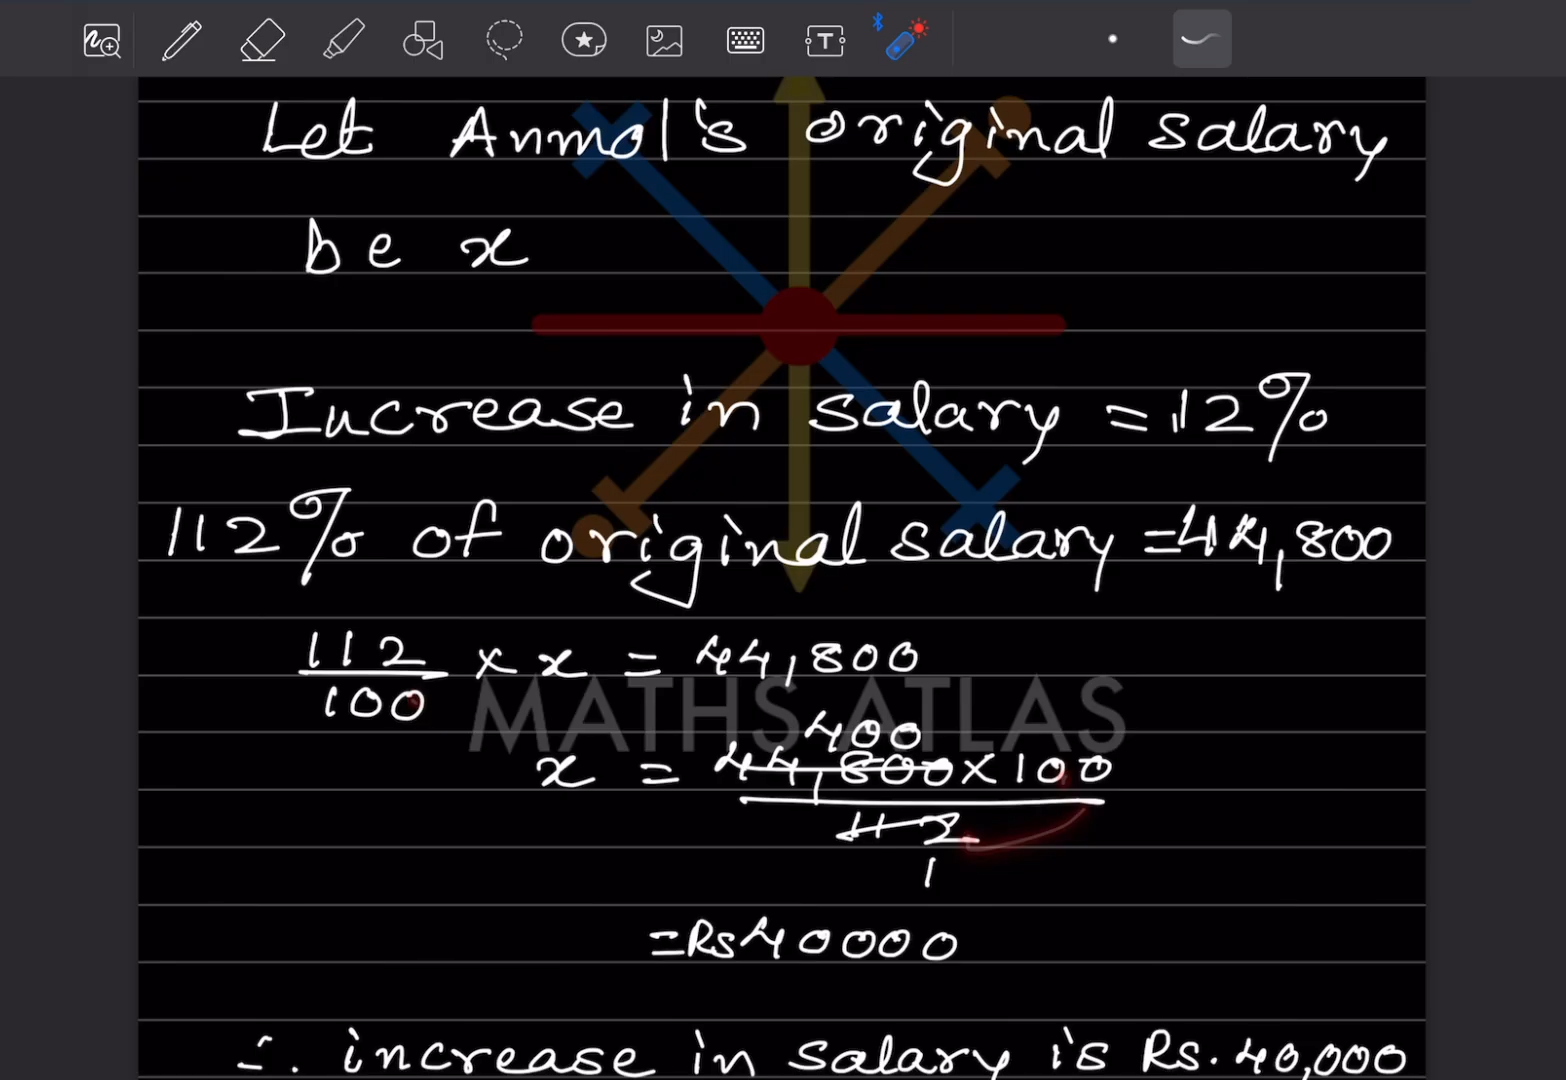 Let Anmol's original salary
be x
Increase in salary = 12%
112% of original salary = 44,800
112/100 × x = 44,800
MATHS ATLAS
400
x = 44,800 × 100
112
1
= Rs 40000
∴ increase in salary is Rs. 40,000